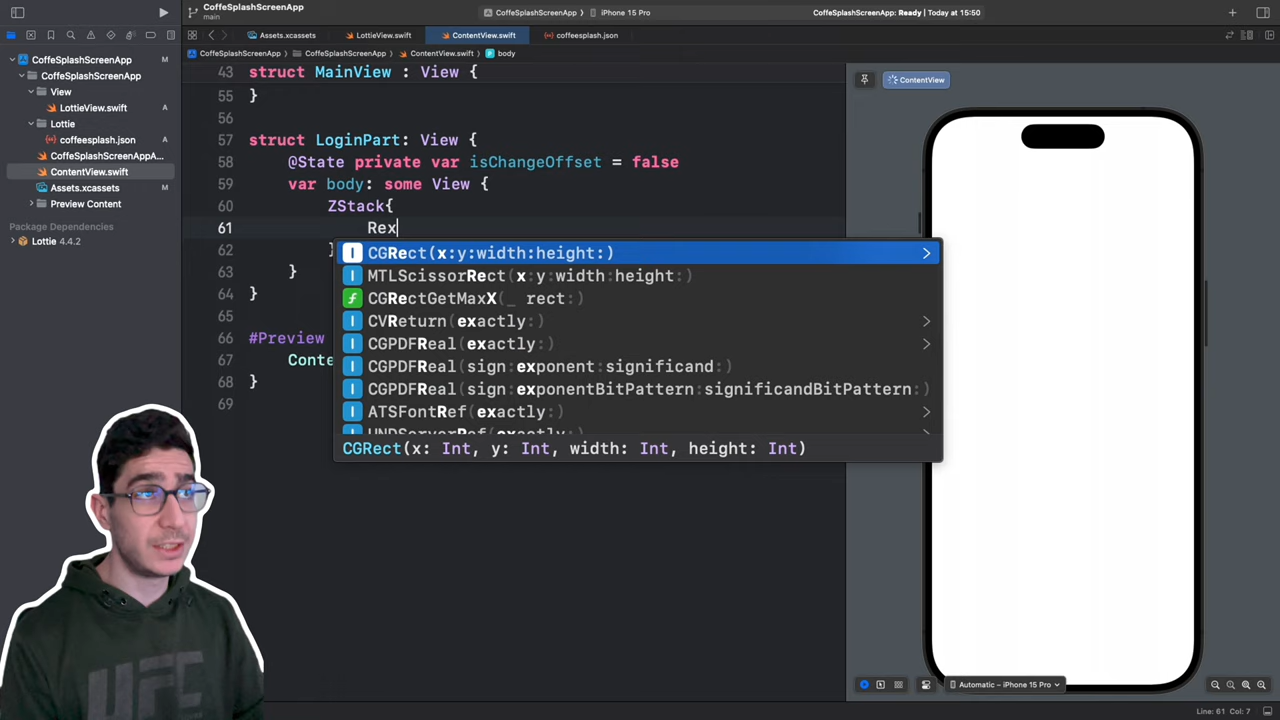 CoffeSplashScreenApp
main
CoffeSplashScreenApp
iPhone 15 Pro
CoffeSplashScreenApp: Ready | Today at 15:50
Assets.xcassets
LottieView.swift
ContentView.swift
coffeesplash.json
CoffeSplashScreenApp
CoffeSplashScreenApp
ContentView.swift
body
CoffeSplashScreenApp M
CoffeSplashScreenApp
View
LottieView.swift A
Lottie
coffeesplash.json A
CoffeSplashScreenAppA... A
ContentView.swift
Assets.xcassets M
Preview Content
Package Dependencies
Lottie 4.4.2
43 struct MainView : View {
55 }
56
57 struct LoginPart: View {
58 @State private var isChangeOffset = false
59 var body: some View {
60 ZStack{
61 Rex
62 }
63 }
64 }
65
66 #Preview
67 Conte
68 }
69
CGRect(x:y:width:height:)
MTLScissorRect(x:y:width:height:)
CGRectGetMaxX(_ rect:)
CVReturn(exactly:)
CGPDFReal(exactly:)
CGPDFReal(sign:exponent:significand:)
CGPDFReal(sign:exponentBitPattern:significandBitPattern:)
ATSFontRef(exactly:)
UNDServerRef(exactly:)
CGRect(x: Int, y: Int, width: Int, height: Int)
ContentView
Automatic – iPhone 15 Pro
Line: 61 Col: 7